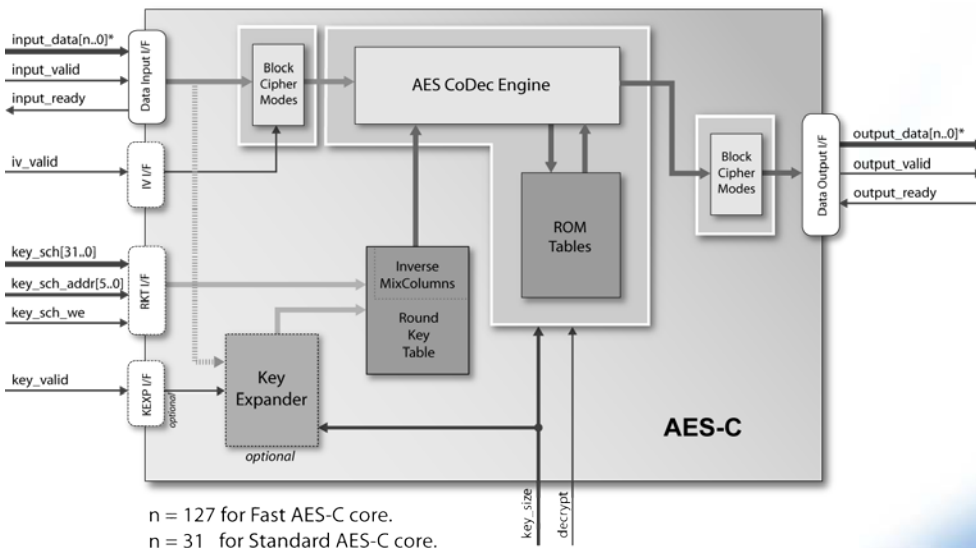 input_data[n..0]*
input_valid
input_ready
Data Input I/F
iv_valid
IV I/F
key_sch[31..0]
key_sch_addr[5..0]
key_sch_we
RKT I/F
key_valid
KEXP I/F
optional
Block
Cipher
Modes
AES CoDec Engine
ROM
Tables
Inverse
MixColumns
Round
Key
Table
Key
Expander
optional
Block
Cipher
Modes
Data Output I/F
output_data[n..0]*
output_valid
output_ready
AES-C
key_size
decrypt
n = 127 for Fast AES-C core.
n = 31 for Standard AES-C core.